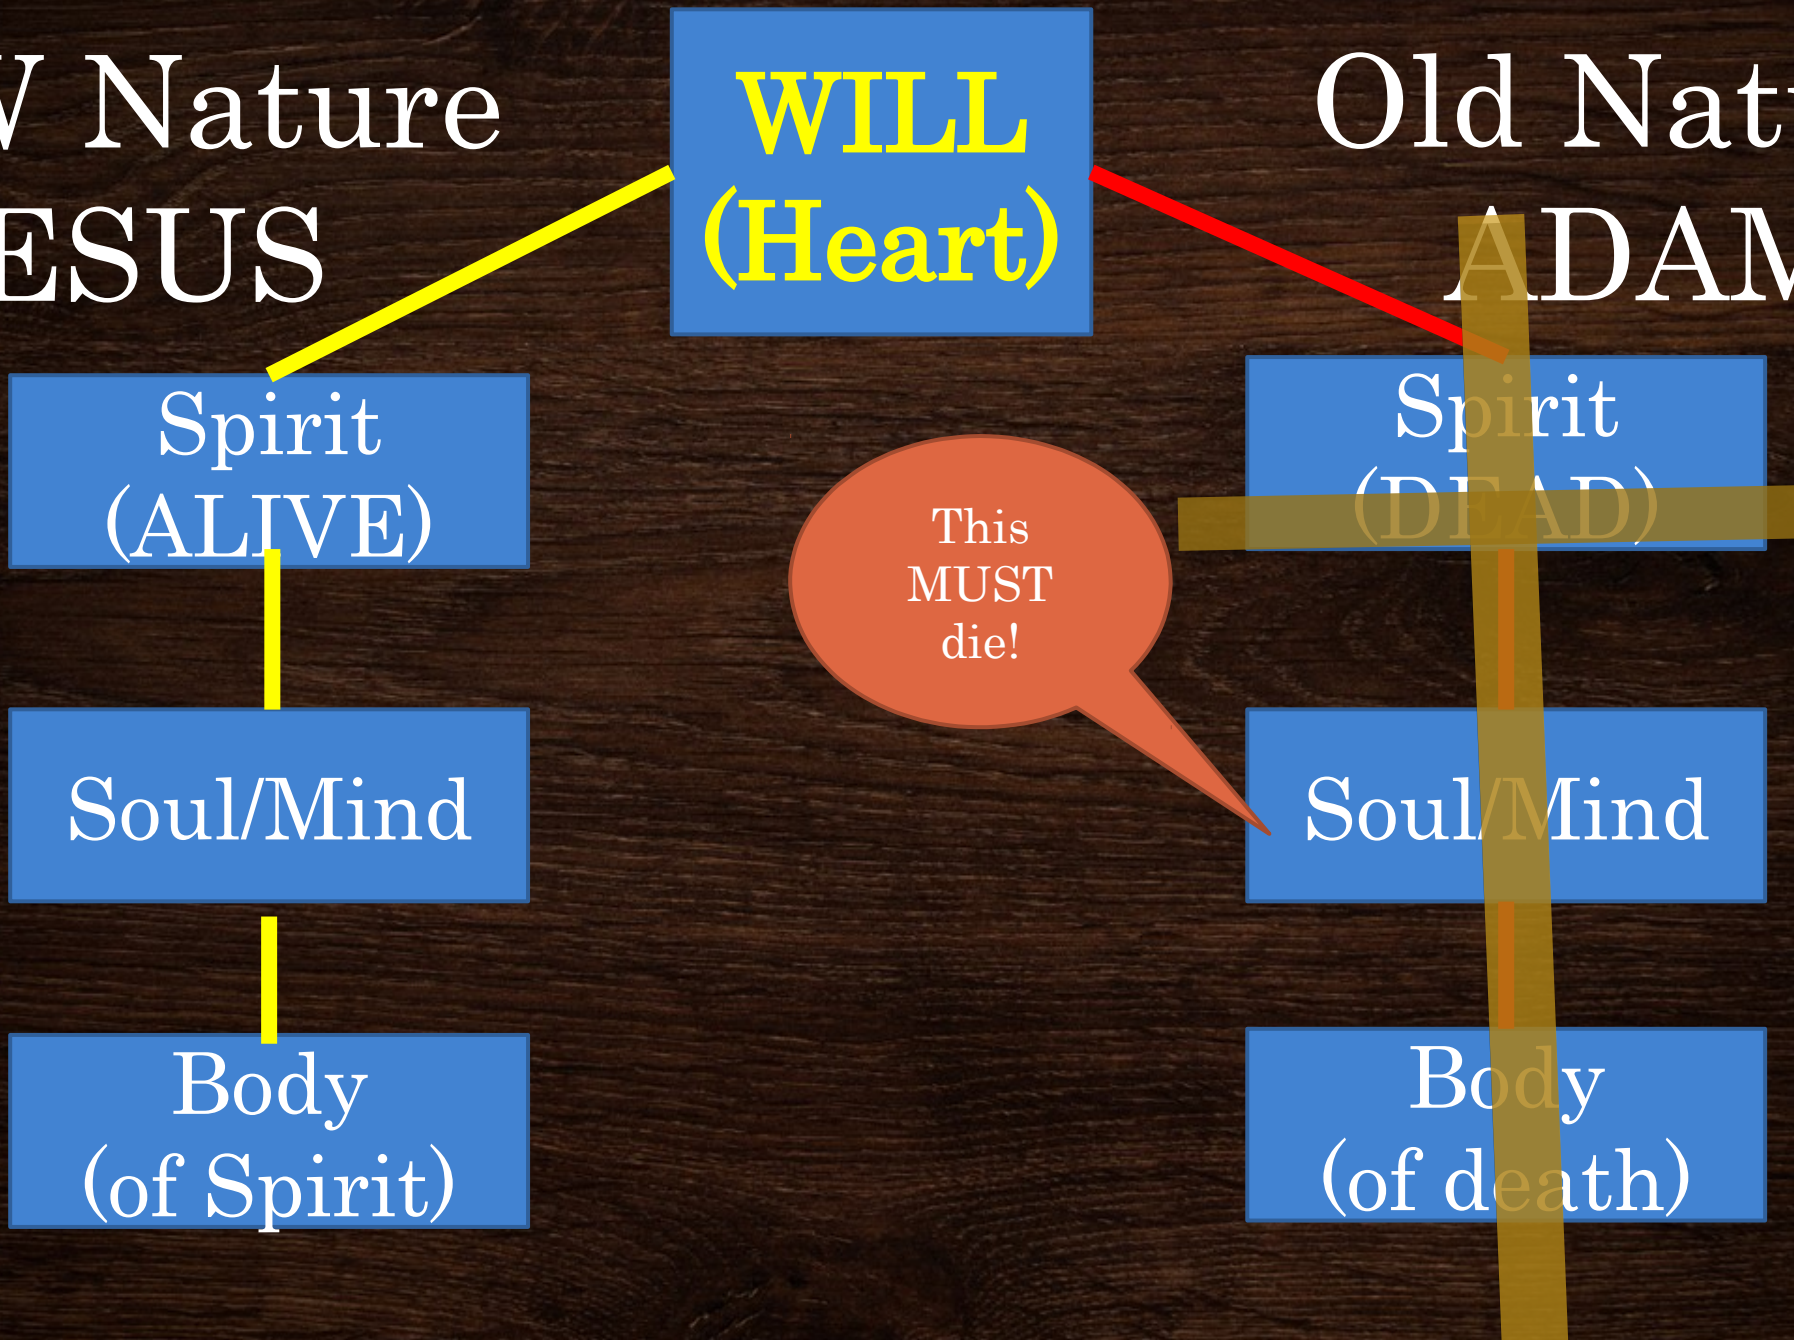 W Nature
ESUS
WILL
(Heart)
Old Natu
ADAM
Spirit
(ALIVE)
Soul/Mind
Body
(of Spirit)
This
MUST
die!
Spirit
(DEAD)
Soul/Mind
Body
(of death)